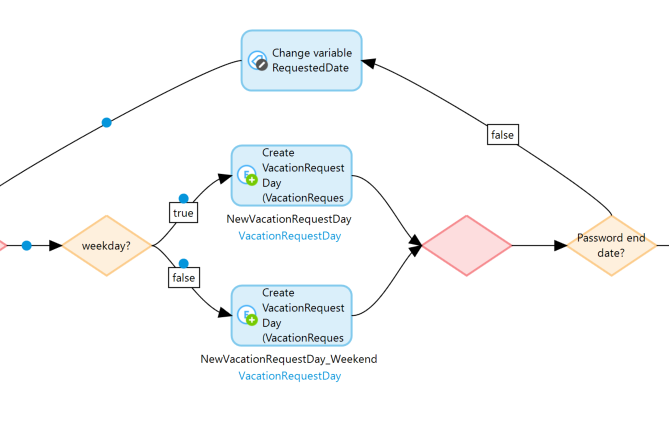 Change variable
RequestedDate
false
Create
VacationRequest
Day
(VacationReques
true
NewVacationRequestDay
VacationRequestDay
weekday?
Password end
date?
false
Create
VacationRequest
Day
(VacationReques
NewVacationRequestDay_Weekend
VacationRequestDay